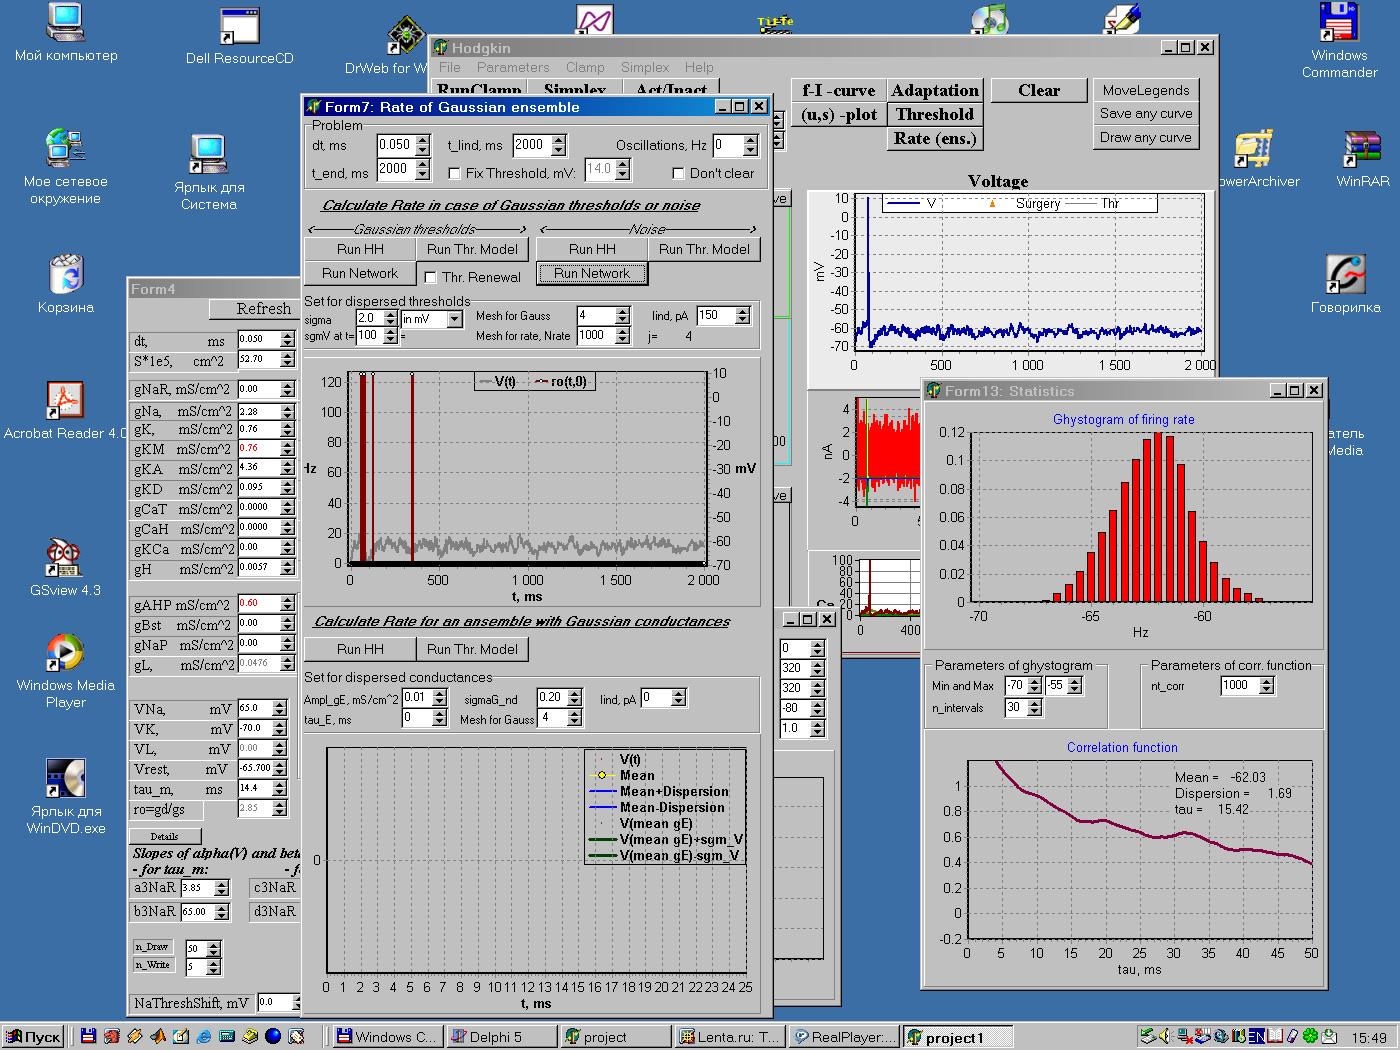 Мой компьютер
Dell ResourceCD
DrWeb for W
Windows
Commander
Мое сетевое
окружение
Ярлык для
Система
owerArchiver
WinRAR
Корзина
Говорилка
Acrobat Reader 4.0
атель
Media
GSview 4.3
Windows Media
Player
Ярлык для
WinDVD.exe
Hodgkin
File Parameters Clamp Simplex Help
RunClamp Simplex Act/Inact
f-I -curve Adaptation Clear MoveLegends
(u,s) -plot Threshold Save any curve
Rate (ens.) Draw any curve
Voltage
V Surgery Thr
10
0
-10
-20
-30
-40
-50
-60
-70
mV
0 500 1000 1500 2000
4
2
0
-2
-4
nA
0
100
80
60
40
20
0
0 400
Form7: Rate of Gaussian ensemble
Problem
dt, ms 0.050 t_Iind, ms 2000 Oscillations, Hz 0
t_end, ms 2000 Fix Threshold, mV: 14.0 Don't clear
Calculate Rate in case of Gaussian thresholds or noise
Gaussian thresholds Noise
Run HH Run Thr. Model Run HH Run Thr. Model
Run Network Thr. Renewal Run Network
Set for dispersed thresholds
sigma 2.0 in mV Mesh for Gauss 4 Iind, pA 150
sgmV at t= 100 = Mesh for rate, Nrate 1000 j= 4
V(t) ro(t,0)
120
100
80
60
40
20
0
Hz
10
0
-10
-20
-30
-40
-50
-60
-70
mV
0 500 1 000 1 500 2 000
t, ms
Calculate Rate for an ansemble with Gaussian conductances
Run HH Run Thr. Model
Set for dispersed conductances
Ampl_gE, mS/cm^2 0.01 sigmaG_nd 0.20 Iind, pA 0
tau_E, ms 0 Mesh for Gauss 4
V(t)
Mean
Mean+Dispersion
Mean-Dispersion
V(mean gE)
V(mean gE)+sgm_V
V(mean gE)-sgm_V
0
0 1 2 3 4 5 6 7 8 9 10 11 12 13 14 15 16 17 18 19 20 21 22 23 24 25
t, ms
Form4
Refresh
dt, ms 0.050
S*1e5, cm^2 52.70
gNaR, mS/cm^2 0.00
gNa, mS/cm^2 2.28
gK, mS/cm^2 0.76
gKM mS/cm^2 0.76
gKA mS/cm^2 4.36
gKD mS/cm^2 0.095
gCaT mS/cm^2 0.0000
gCaH mS/cm^2 0.0000
gKCa mS/cm^2 0.00
gH mS/cm^2 0.0057
gAHP mS/cm^2 0.60
gBst mS/cm^2 0.00
gNaP mS/cm^2 0.00
gL, mS/cm^2 0.0476
VNa, mV 65.0
VK, mV -70.0
VL, mV 0.00
Vrest, mV -65.700
tau_m, ms 14.4
ro=gd/gs 2.85
Details
Slopes of alpha(V) and bet
- for tau_m: - f
a3NaR 3.85 c3NaR
b3NaR 65.00 d3NaR
n_Draw 50
n_Write 5
NaThreshShift, mV 0.0
0
320
320
-80
1.0
Form13: Statistics
Ghystogram of firing rate
0.12
0.1
0.08
0.06
0.04
0.02
0
-70 -65 -60
Hz
Parameters of ghystogram
Min and Max -70 -55
n_intervals 30
Parameters of corr. function
nt_corr 1000
Correlation function
Mean = -62.03
Dispersion = 1.69
tau = 15.42
1
0.8
0.6
0.4
0.2
0
-0.2
0 5 10 15 20 25 30 35 40 45 50
tau, ms
Пуск
Windows C...
Delphi 5
project
Lenta.ru: T...
RealPlayer:...
project1
EN
15:49